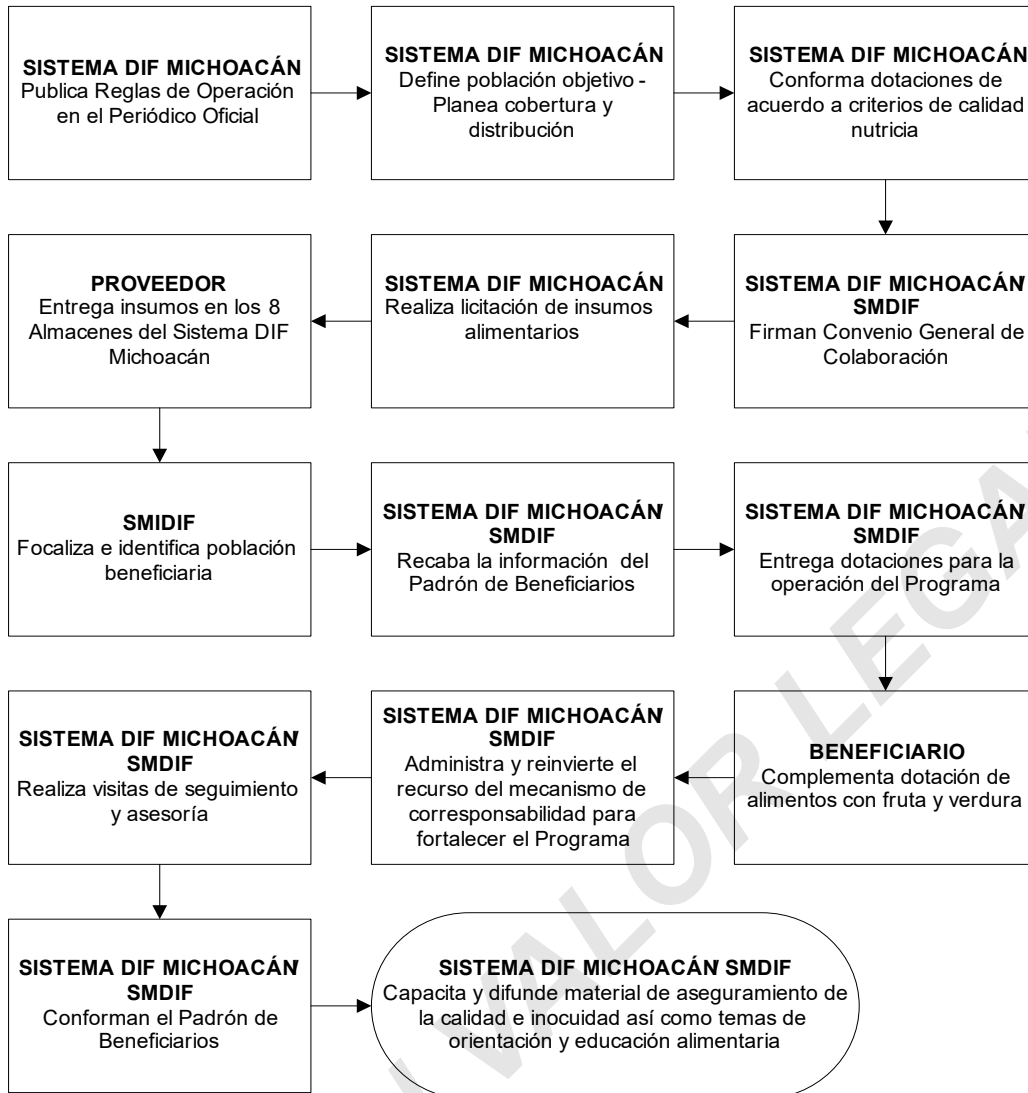 SISTEMA DIF MICHOACÁN
Publica Reglas de Operación
en el Periódico Oficial
SISTEMA DIF MICHOACÁN
Define población objetivo -
Planea cobertura y
distribución
SISTEMA DIF MICHOACÁN
Conforma dotaciones de
acuerdo a criterios de calidad
nutricia
PROVEEDOR
Entrega insumos en los 8
Almacenes del Sistema DIF
Michoacán
SISTEMA DIF MICHOACÁN
Realiza licitación de insumos
alimentarios
SISTEMA DIF MICHOACÁN/
SMDIF
Firman Convenio General de
Colaboración
SMIDIF
Focaliza e identifica población
beneficiaria
SISTEMA DIF MICHOACÁN/
SMDIF
Recaba la información del
Padrón de Beneficiarios
SISTEMA DIF MICHOACÁN/
SMDIF
Entrega dotaciones para la
operación del Programa
SISTEMA DIF MICHOACÁN/
SMDIF
Realiza visitas de seguimiento
y asesoría
SISTEMA DIF MICHOACÁN/
SMDIF
Administra y reinvierte el
recurso del mecanismo de
corresponsabilidad para
fortalecer el Programa
BENEFICIARIO
Complementa dotación de
alimentos con fruta y verdura
SISTEMA DIF MICHOACÁN/
SMDIF
Conforman el Padrón de
Beneficiarios
SISTEMA DIF MICHOACÁN/ SMDIF
Capacita y difunde material de aseguramiento de
la calidad e inocuidad así como temas de
orientación y educación alimentaria
VALOR LEGA